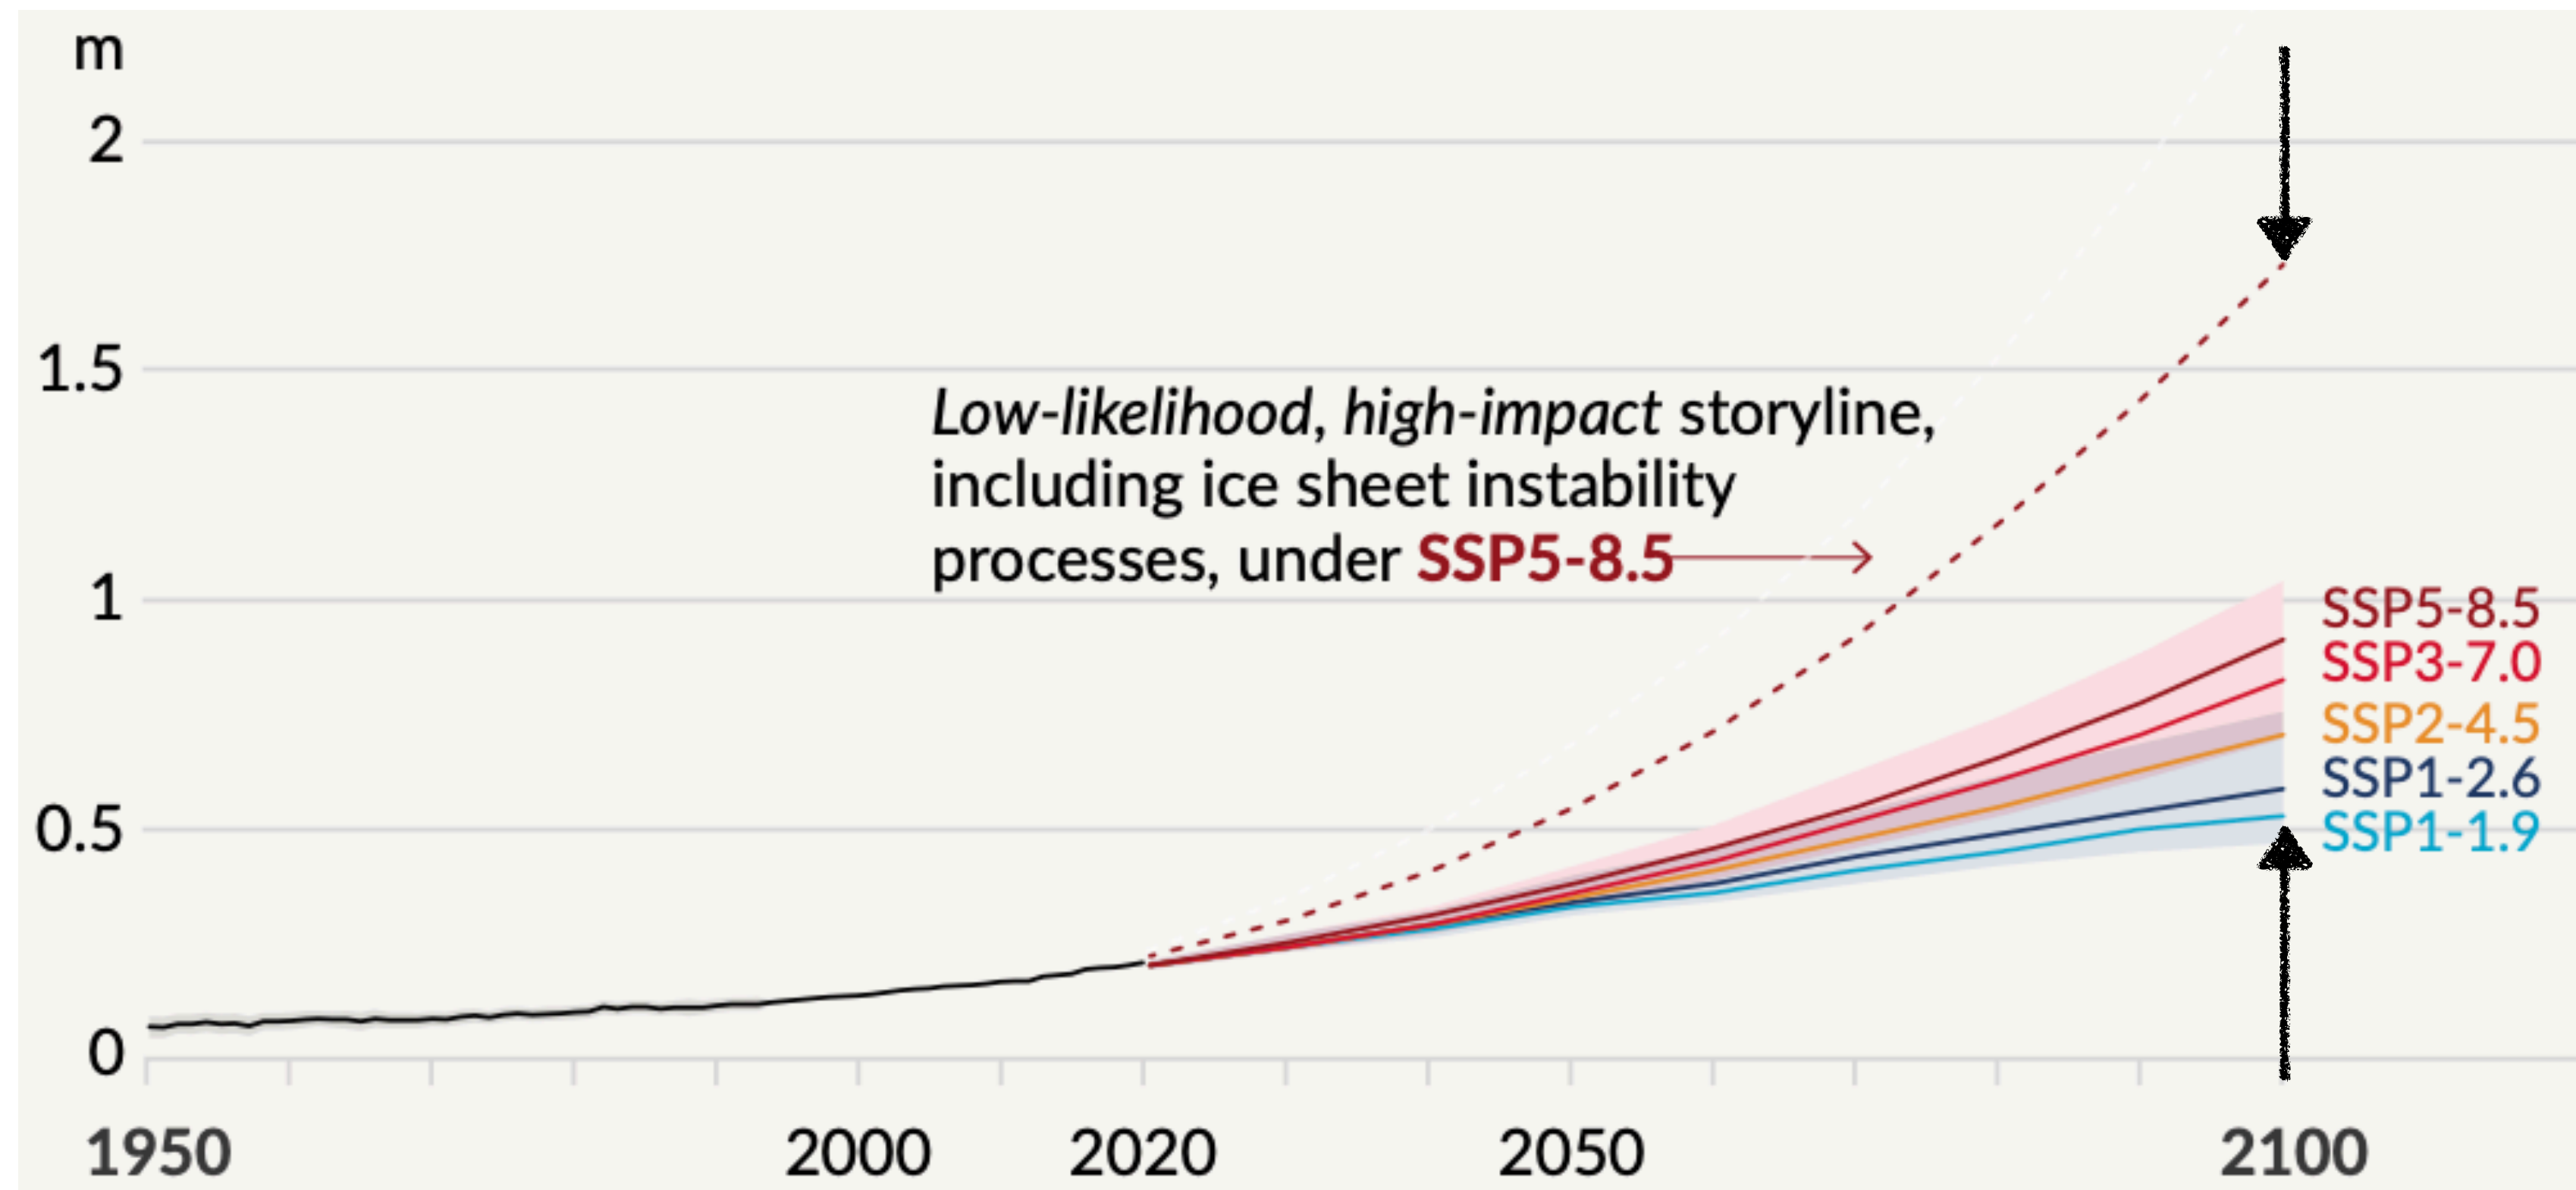 m
2
1.5
Low-likelihood, high-impact storyline,
including ice sheet instability
processes, under SSP5-8.5
1
SSP5-8.5
SSP3-7.0
SSP2-4.5
SSP1-2.6
0.5
SSP1-1.9
0
1950 2000 2020 2050 2100